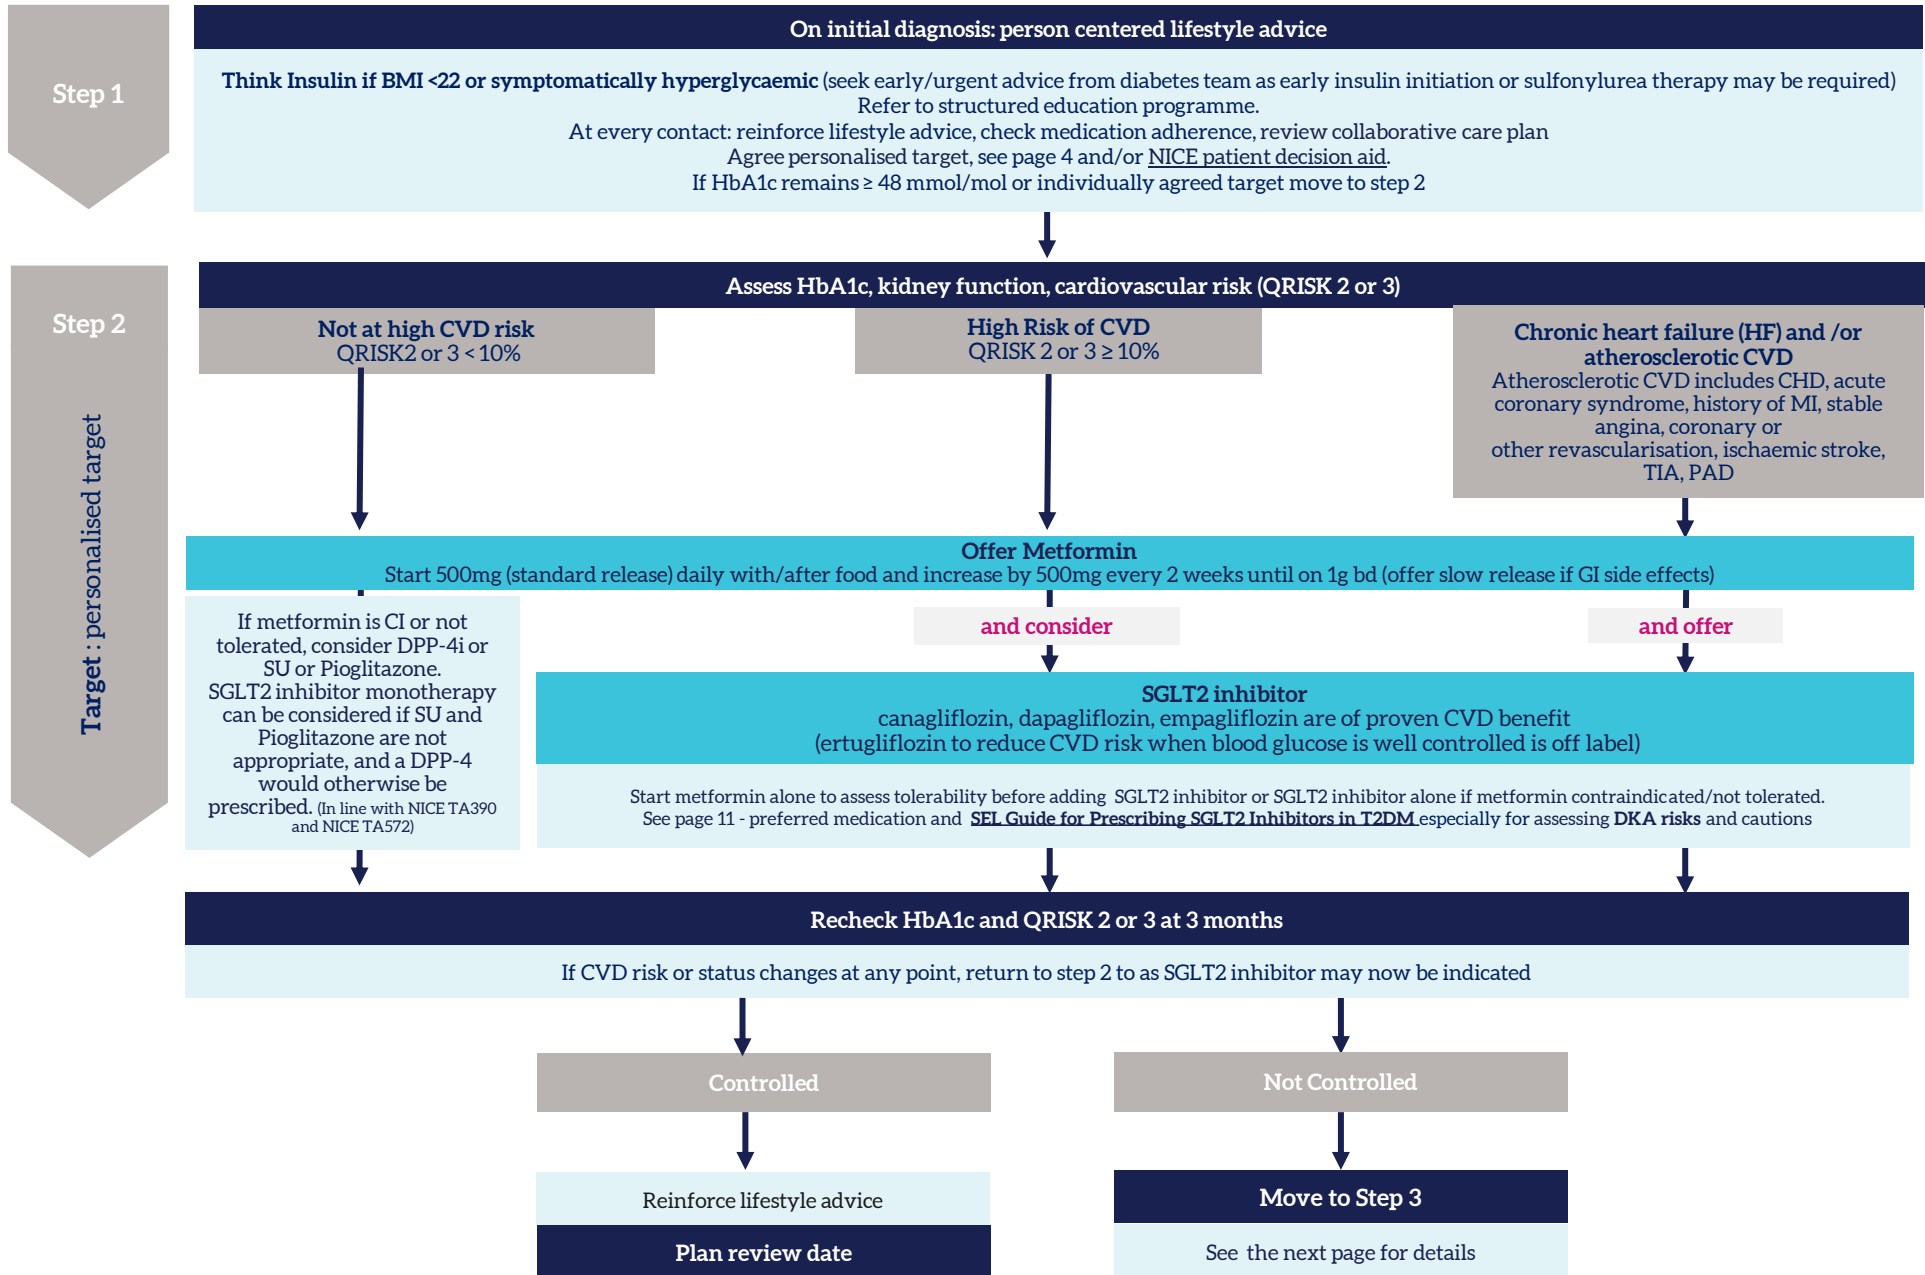 Step 1
On initial diagnosis: person centered lifestyle advice
Think Insulin if BMI <22 or symptomatically hyperglycaemic (seek early/urgent advice from diabetes team as early insulin initiation or sulfonylurea therapy may be required)
Refer to structured education programme.
At every contact: reinforce lifestyle advice, check medication adherence, review collaborative care plan
Agree personalised target, see page 4 and/or NICE patient decision aid.
If HbA1c remains ≥ 48 mmol/mol or individually agreed target move to step 2
Step 2
Target : personalised target
Assess HbA1c, kidney function, cardiovascular risk (QRISK 2 or 3)
Not at high CVD risk
QRISK2 or 3 < 10%
High Risk of CVD
QRISK 2 or 3 ≥ 10%
Chronic heart failure (HF) and /or
atherosclerotic CVD
Atherosclerotic CVD includes CHD, acute
coronary syndrome, history of MI, stable
angina, coronary or
other revascularisation, ischaemic stroke,
TIA, PAD
Offer Metformin
Start 500mg (standard release) daily with/after food and increase by 500mg every 2 weeks until on 1g bd (offer slow release if GI side effects)
If metformin is CI or not
tolerated, consider DPP-4i or
SU or Pioglitazone.
SGLT2 inhibitor monotherapy
can be considered if SU and
Pioglitazone are not
appropriate, and a DPP-4
would otherwise be
prescribed. (In line with NICE TA390
and NICE TA572)
and consider
and offer
SGLT2 inhibitor
canagliflozin, dapagliflozin, empagliflozin are of proven CVD benefit
(ertugliflozin to reduce CVD risk when blood glucose is well controlled is off label)
Start metformin alone to assess tolerability before adding SGLT2 inhibitor or SGLT2 inhibitor alone if metformin contraindicated/not tolerated.
See page 11 - preferred medication and SEL Guide for Prescribing SGLT2 Inhibitors in T2DM especially for assessing DKA risks and cautions
Recheck HbA1c and QRISK 2 or 3 at 3 months
If CVD risk or status changes at any point, return to step 2 to as SGLT2 inhibitor may now be indicated
Controlled
Not Controlled
Reinforce lifestyle advice
Plan review date
Move to Step 3
See the next page for details